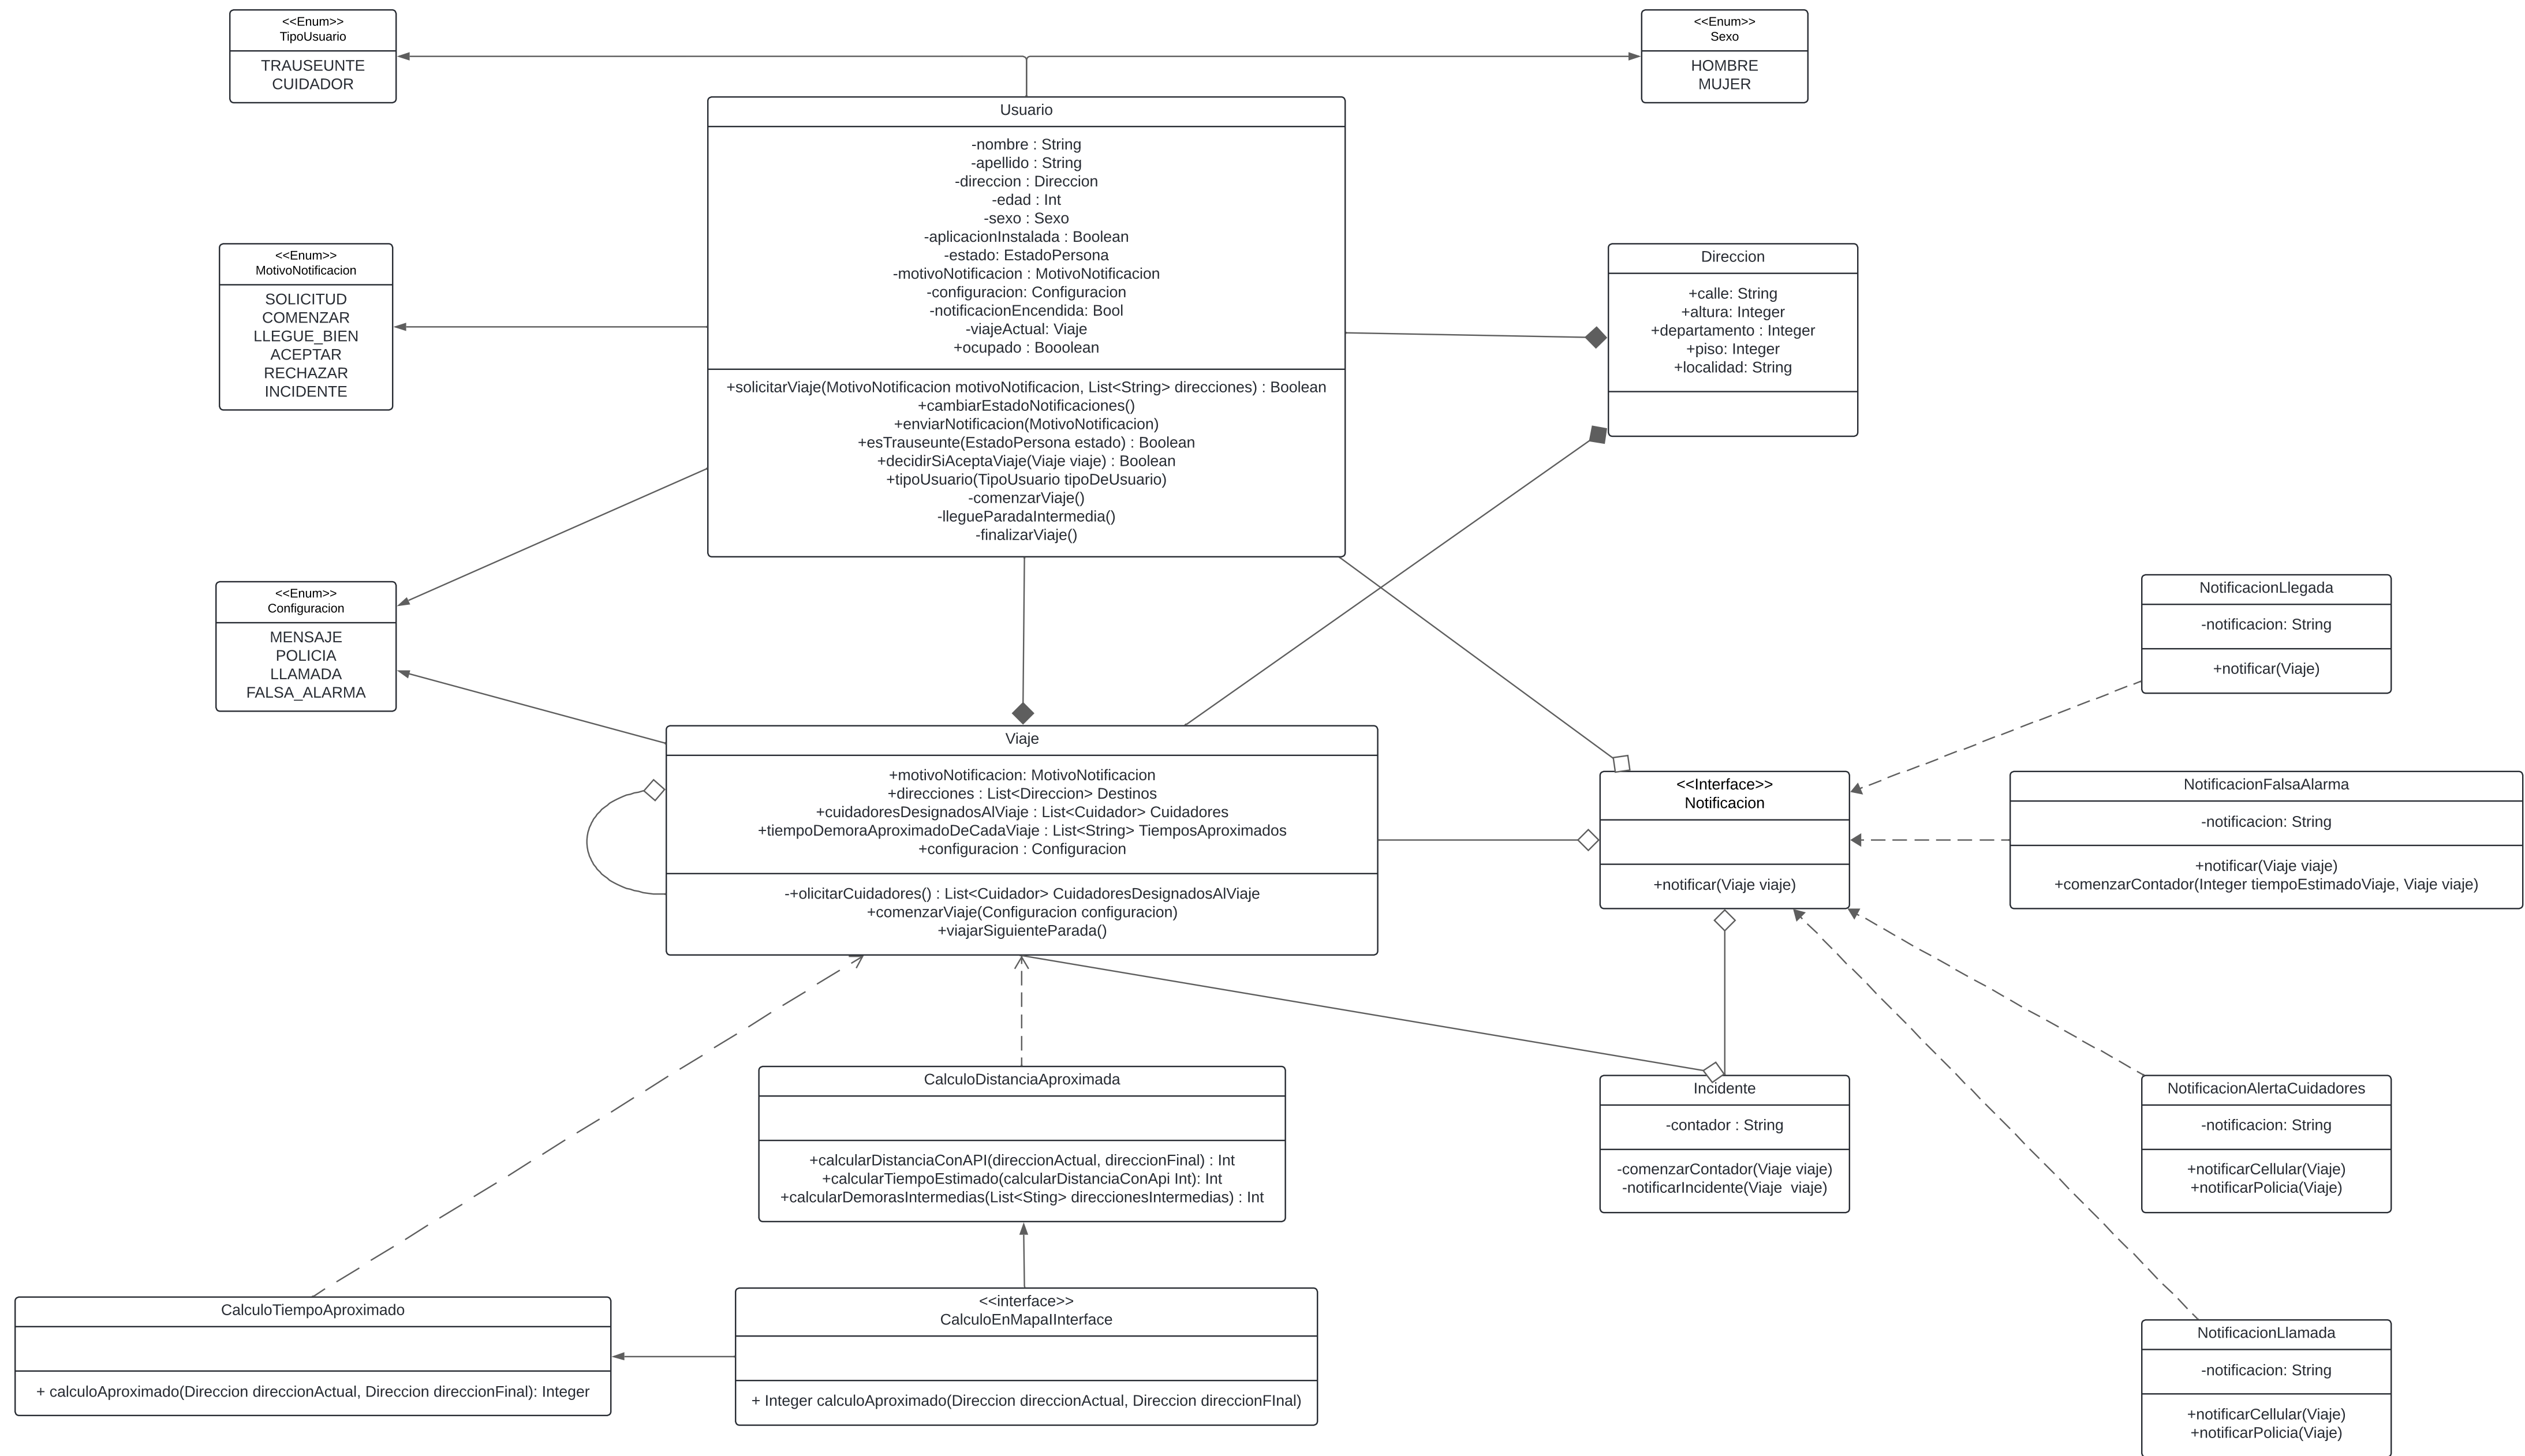 <<Enum>>
TipoUsuario
TRAUSEUNTE
CUIDADOR
<<Enum>>
Sexo
HOMBRE
MUJER
Usuario
-nombre : String
-apellido : String
-direccion : Direccion
-edad : Int
-sexo : Sexo
-aplicacionInstalada : Boolean
-estado: EstadoPersona
-motivoNotificacion : MotivoNotificacion
-configuracion: Configuracion
-notificacionEncendida: Bool
-viajeActual: Viaje
+ocupado : Booolean
+solicitarViaje(MotivoNotificacion motivoNotificacion, List<String> direcciones) : Boolean
+cambiarEstadoNotificaciones()
+enviarNotificacion(MotivoNotificacion)
+esTrauseunte(EstadoPersona estado) : Boolean
+decidirSiAceptaViaje(Viaje viaje) : Boolean
+tipoUsuario(TipoUsuario tipoDeUsuario)
-comenzarViaje()
-llegueParadaIntermedia()
-finalizarViaje()
<<Enum>>
MotivoNotificacion
SOLICITUD
COMENZAR
LLEGUE_BIEN
ACEPTAR
RECHAZAR
INCIDENTE
Direccion
+calle: String
+altura: Integer
+departamento : Integer
+piso: Integer
+localidad: String
<<Enum>>
Configuracion
MENSAJE
POLICIA
LLAMADA
FALSA_ALARMA
NotificacionLlegada
-notificacion: String
+notificar(Viaje)
Viaje
+motivoNotificacion: MotivoNotificacion
+direcciones : List<Direccion> Destinos
+cuidadoresDesignadosAlViaje : List<Cuidador> Cuidadores
+tiempoDemoraAproximadoDeCadaViaje : List<String> TiemposAproximados
+configuracion : Configuracion
-+olicitarCuidadores() : List<Cuidador> CuidadoresDesignadosAlViaje
+comenzarViaje(Configuracion configuracion)
+viajarSiguienteParada()
<<Interface>>
Notificacion
+notificar(Viaje viaje)
NotificacionFalsaAlarma
-notificacion: String
+notificar(Viaje viaje)
+comenzarContador(Integer tiempoEstimadoViaje, Viaje viaje)
CalculoDistanciaAproximada
+calcularDistanciaConAPI(direccionActual, direccionFinal) : Int
+calcularTiempoEstimado(calcularDistanciaConApi Int): Int
+calcularDemorasIntermedias(List<Sting> direccionesIntermedias) : Int
Incidente
-contador : String
-comenzarContador(Viaje viaje)
-notificarIncidente(Viaje  viaje)
NotificacionAlertaCuidadores
-notificacion: String
+notificarCellular(Viaje)
+notificarPolicia(Viaje)
CalculoTiempoAproximado
+ calculoAproximado(Direccion direccionActual, Direccion direccionFinal): Integer
<<interface>>
CalculoEnMapaIInterface
+ Integer calculoAproximado(Direccion direccionActual, Direccion direccionFInal)
NotificacionLlamada
-notificacion: String
+notificarCellular(Viaje)
+notificarPolicia(Viaje)